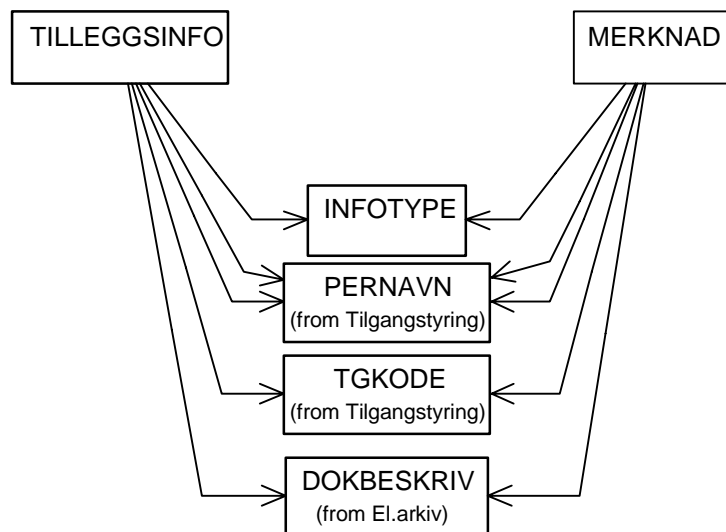 TILLEGGSINFO
MERKNAD
INFOTYPE
PERNAVN
(from Tilgangstyring)
TGKODE
(from Tilgangstyring)
DOKBESKRIV
(from El.arkiv)